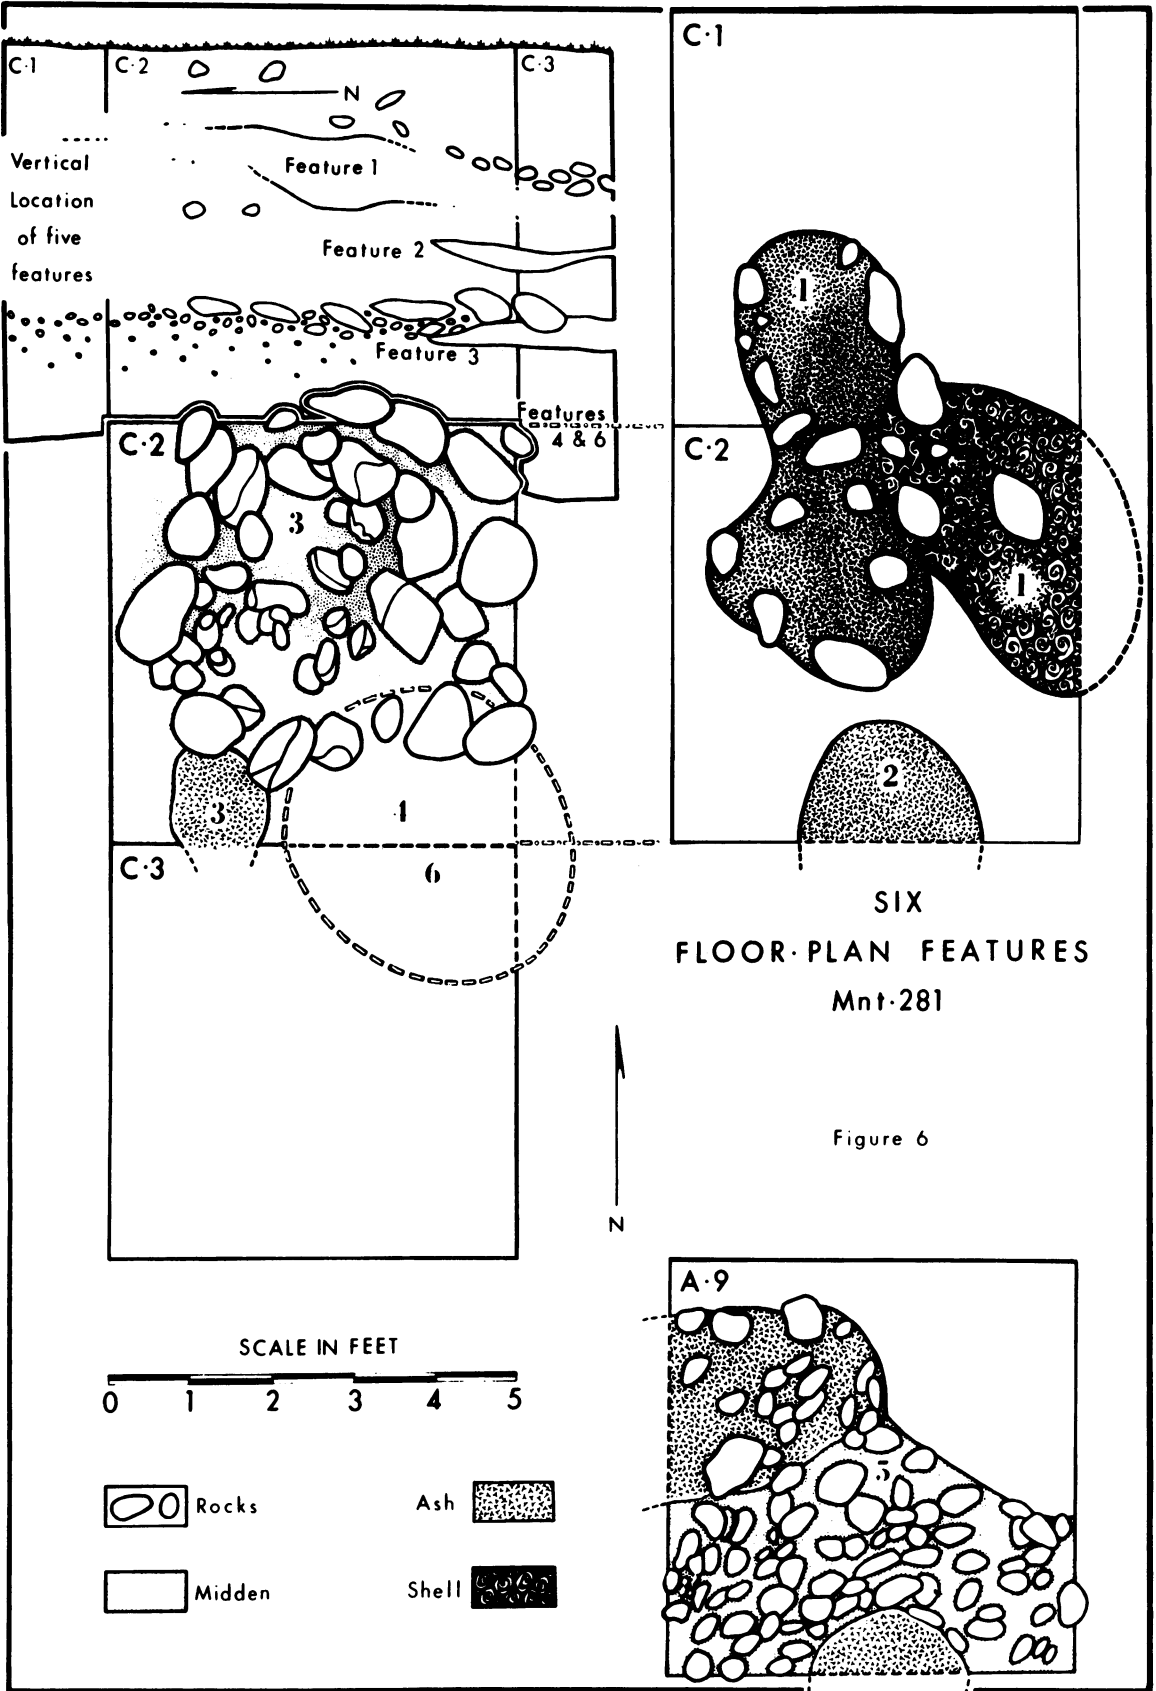 C·1
C·2
C·3
N
Vertical
Location
of five
features
Feature 1
Feature 2
Feature 3
Features
4 & 6
C·2
3
3
4
C·3
6
C·1
1
C·2
1
2
SIX
FLOOR·PLAN FEATURES
Mnt·281
N
Figure 6
A·9
5
SCALE IN FEET
0 1 2 3 4 5
Rocks
Ash
Midden
Shell